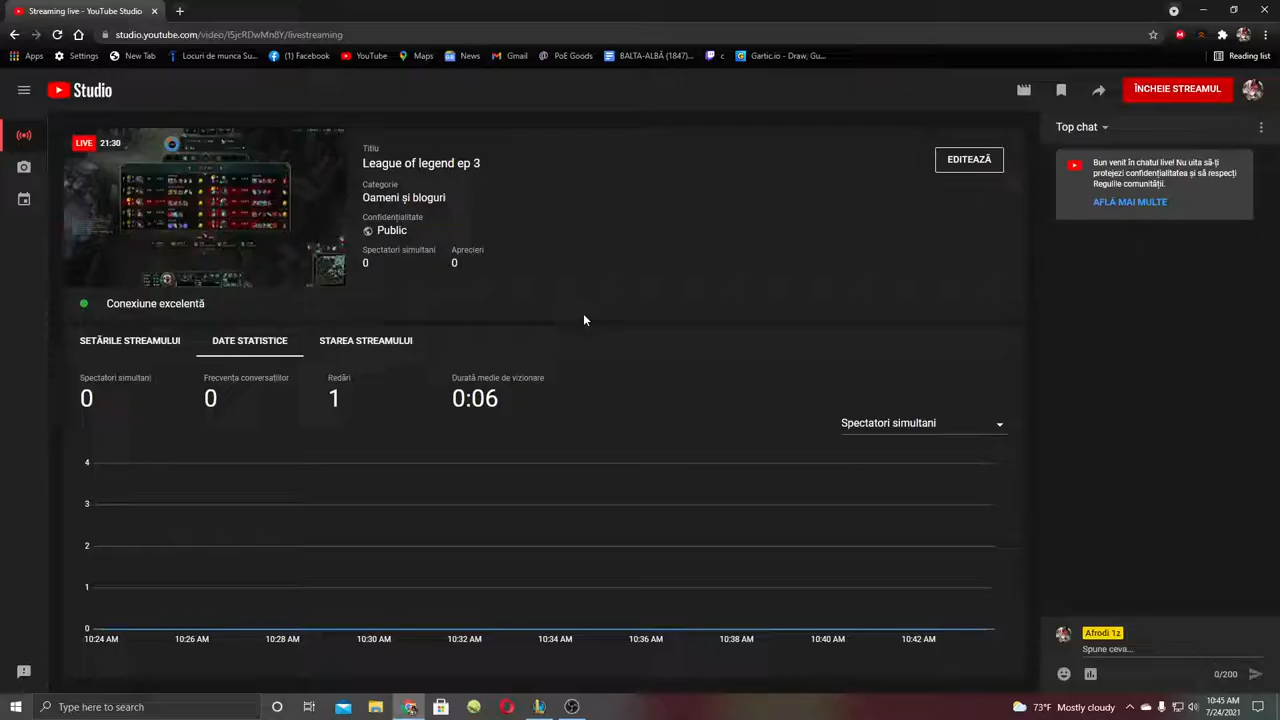 Streaming live - YouTube Studio
studio.youtube.com/video/l5jcRDwMn8Y/livestreaming
Apps
Settings
New Tab
Locuri de munca Su...
(1) Facebook
YouTube
Maps
News
Gmail
PoE Goods
BALTA-ALBĂ (1847)...
c
Gartic.io - Draw, Gu...
Reading list
Studio
ÎNCHEIE STREAMUL
LIVE 21:30
Titlu
League of legend ep 3
Categorie
Oameni și bloguri
Confidențialitate
Public
Spectatori simultani Aprecieri
0 0
EDITEAZĂ
Conexiune excelentă
SETĂRILE STREAMULUI DATE STATISTICE STAREA STREAMULUI
Spectatori simultani Frecvența conversațiilor Redări Durată medie de vizionare
0 0 1 0:06
Spectatori simultani
4
3
2
1
0
10:24 AM 10:26 AM 10:28 AM 10:30 AM 10:32 AM 10:34 AM 10:36 AM 10:38 AM 10:40 AM 10:42 AM
Top chat
Bun venit în chatul live! Nu uita să-ți
protejezi confidențialitatea și să respecți
Regulile comunității.
AFLĂ MAI MULTE
Afrodi 1z
Spune ceva...
0/200
Type here to search
73°F Mostly cloudy
10:45 AM
7/24/2021